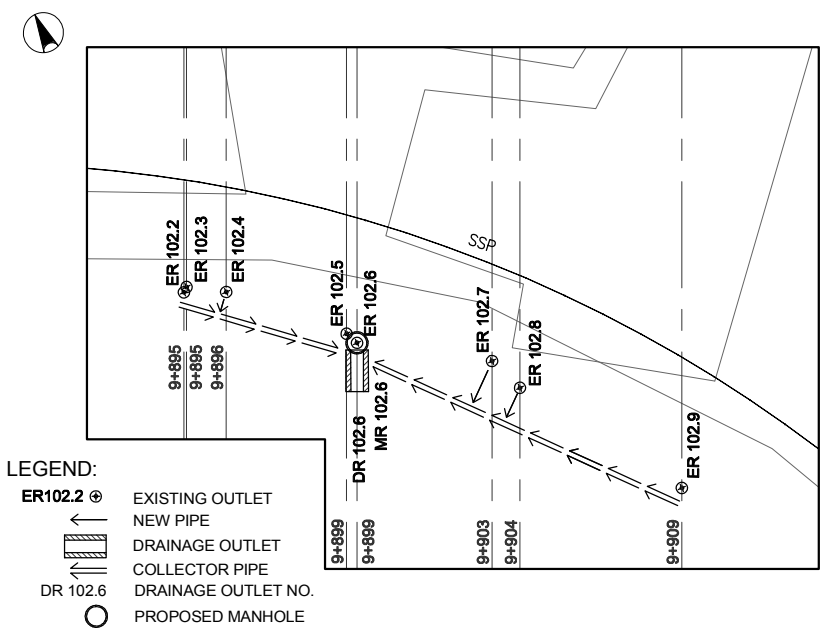 ER 102.2
ER 102.3
ER 102.4
ER 102.5
ER 102.6
SSP
ER 102.7
ER 102.8
ER 102.9
9+895
9+895
9+896
DR 102.6
MR 102.6
9+899
9+899
9+903
9+904
9+909
LEGEND:
ER102.2 EXISTING OUTLET
NEW PIPE
DRAINAGE OUTLET
COLLECTOR PIPE
DR 102.6 DRAINAGE OUTLET NO.
PROPOSED MANHOLE